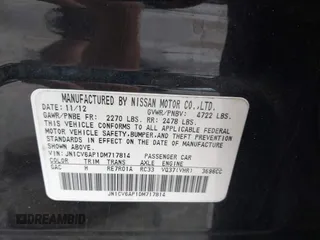 MANUFACTURED BY NISSAN MOTOR CO.,LTD.
DATE: 11/12 GVWR/PNBV: 4722 LBS.
GAWR/PNBE FR: 2270 LBS. RR: 2478 LBS.
THIS VEHICLE CONFORMS TO ALL APPLICABLE FEDERAL
MOTOR VEHICLE SAFETY,BUMPER,AND THEFT PREVENTION
STANDARDS IN EFFECT ON THE DATE OF MANUFACTURE
SHOWN ABOVE.
VIN:JN1CV6AP1DM717814 PASSENGER CAR
COLOR TRIM TRANS AXLE ENGINE
GAC RE7R01A RC33 VQ37(VHR) 3696CC
JN1CV6AP1DM717814
DREAMBID